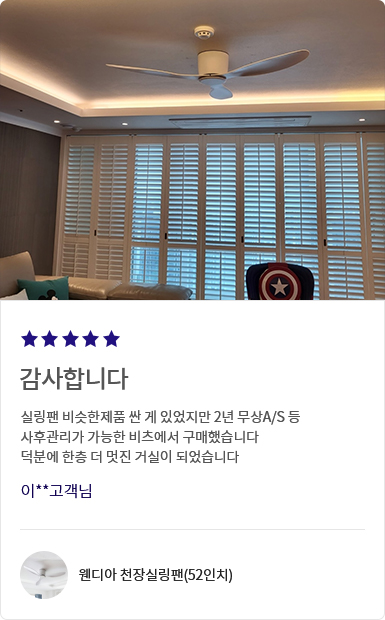 감사합니다
실링팬 비슷한제품 싼 게 있었지만 2년 무상A/S 등
사후관리가 가능한 비츠에서 구매했습니다
덕분에 한층 더 멋진 거실이 되었습니다
이**고객님
웬디아 천장실링팬(52인치)